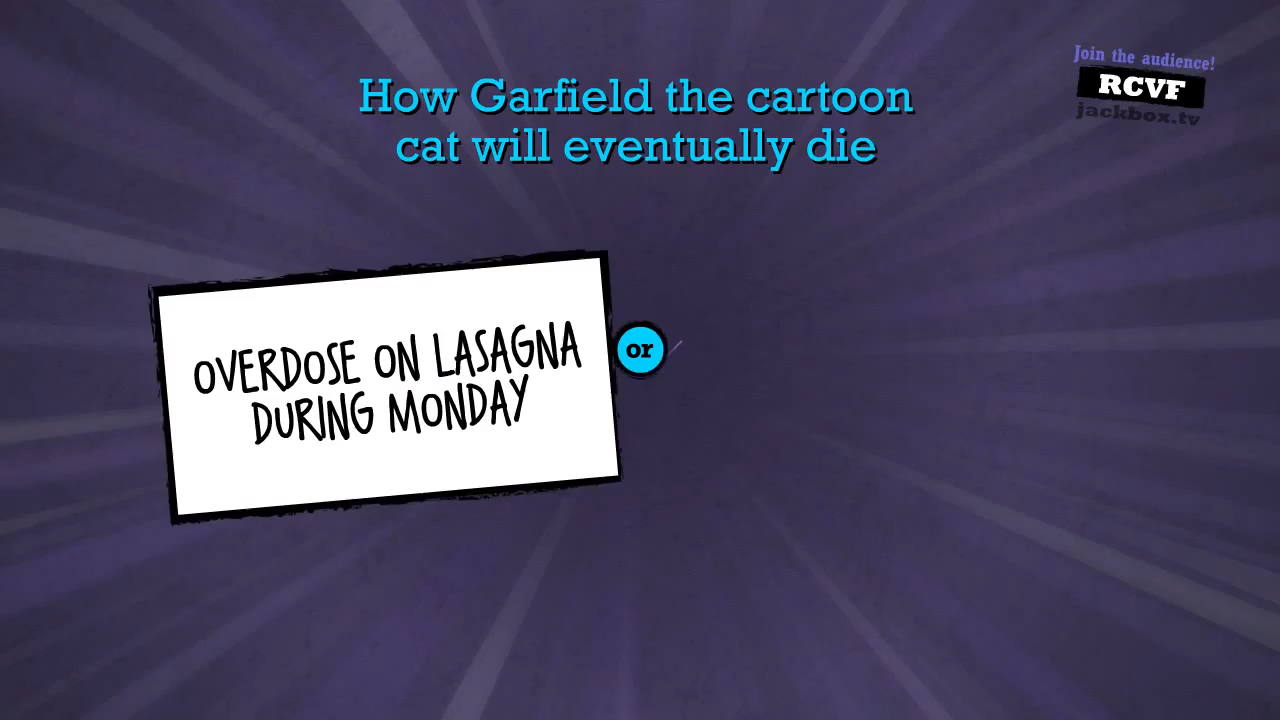 Join the audience!
RCVF
jackbox.tv
How Garfield the cartoon
cat will eventually die
OVERDOSE ON LASAGNA
DURING MONDAY
or